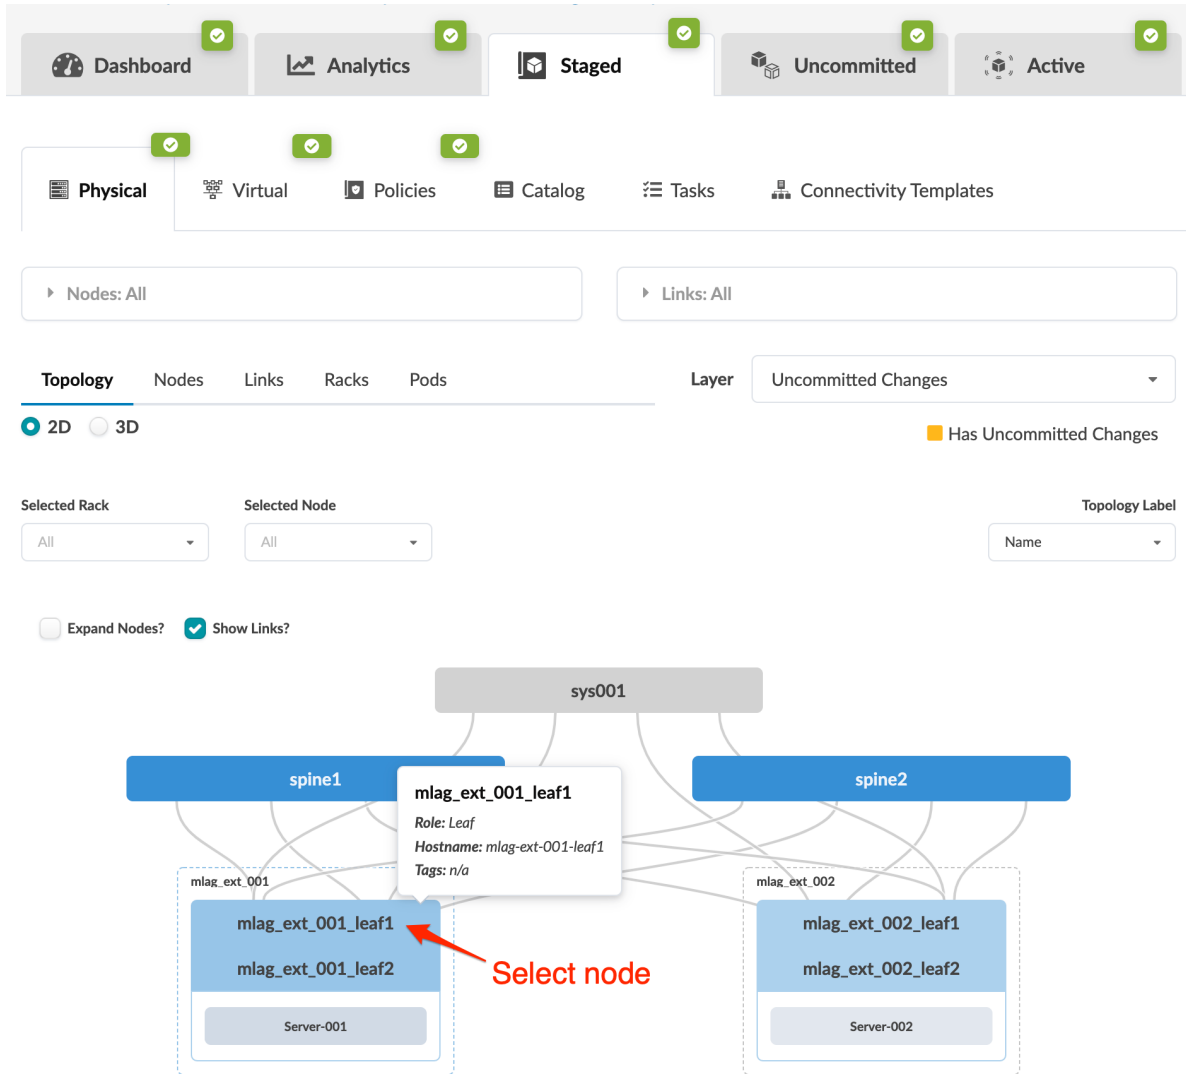 Dashboard
Analytics
Staged
Uncommitted
Active
Physical
Virtual
Policies
Catalog
Tasks
Connectivity Templates
Nodes: All
Links: All
Topology
Nodes
Links
Racks
Pods
Layer
Uncommitted Changes
2D
3D
Has Uncommitted Changes
Selected Rack
Selected Node
Topology Label
All
All
Name
Expand Nodes?
Show Links?
sys001
spine1
spine2
mlag_ext_001_leaf1
Role: Leaf
Hostname: mlag-ext-001-leaf1
Tags: n/a
mlag_ext_001
mlag_ext_002
mlag_ext_001_leaf1
mlag_ext_002_leaf1
mlag_ext_001_leaf2
Select node
mlag_ext_002_leaf2
Server-001
Server-002